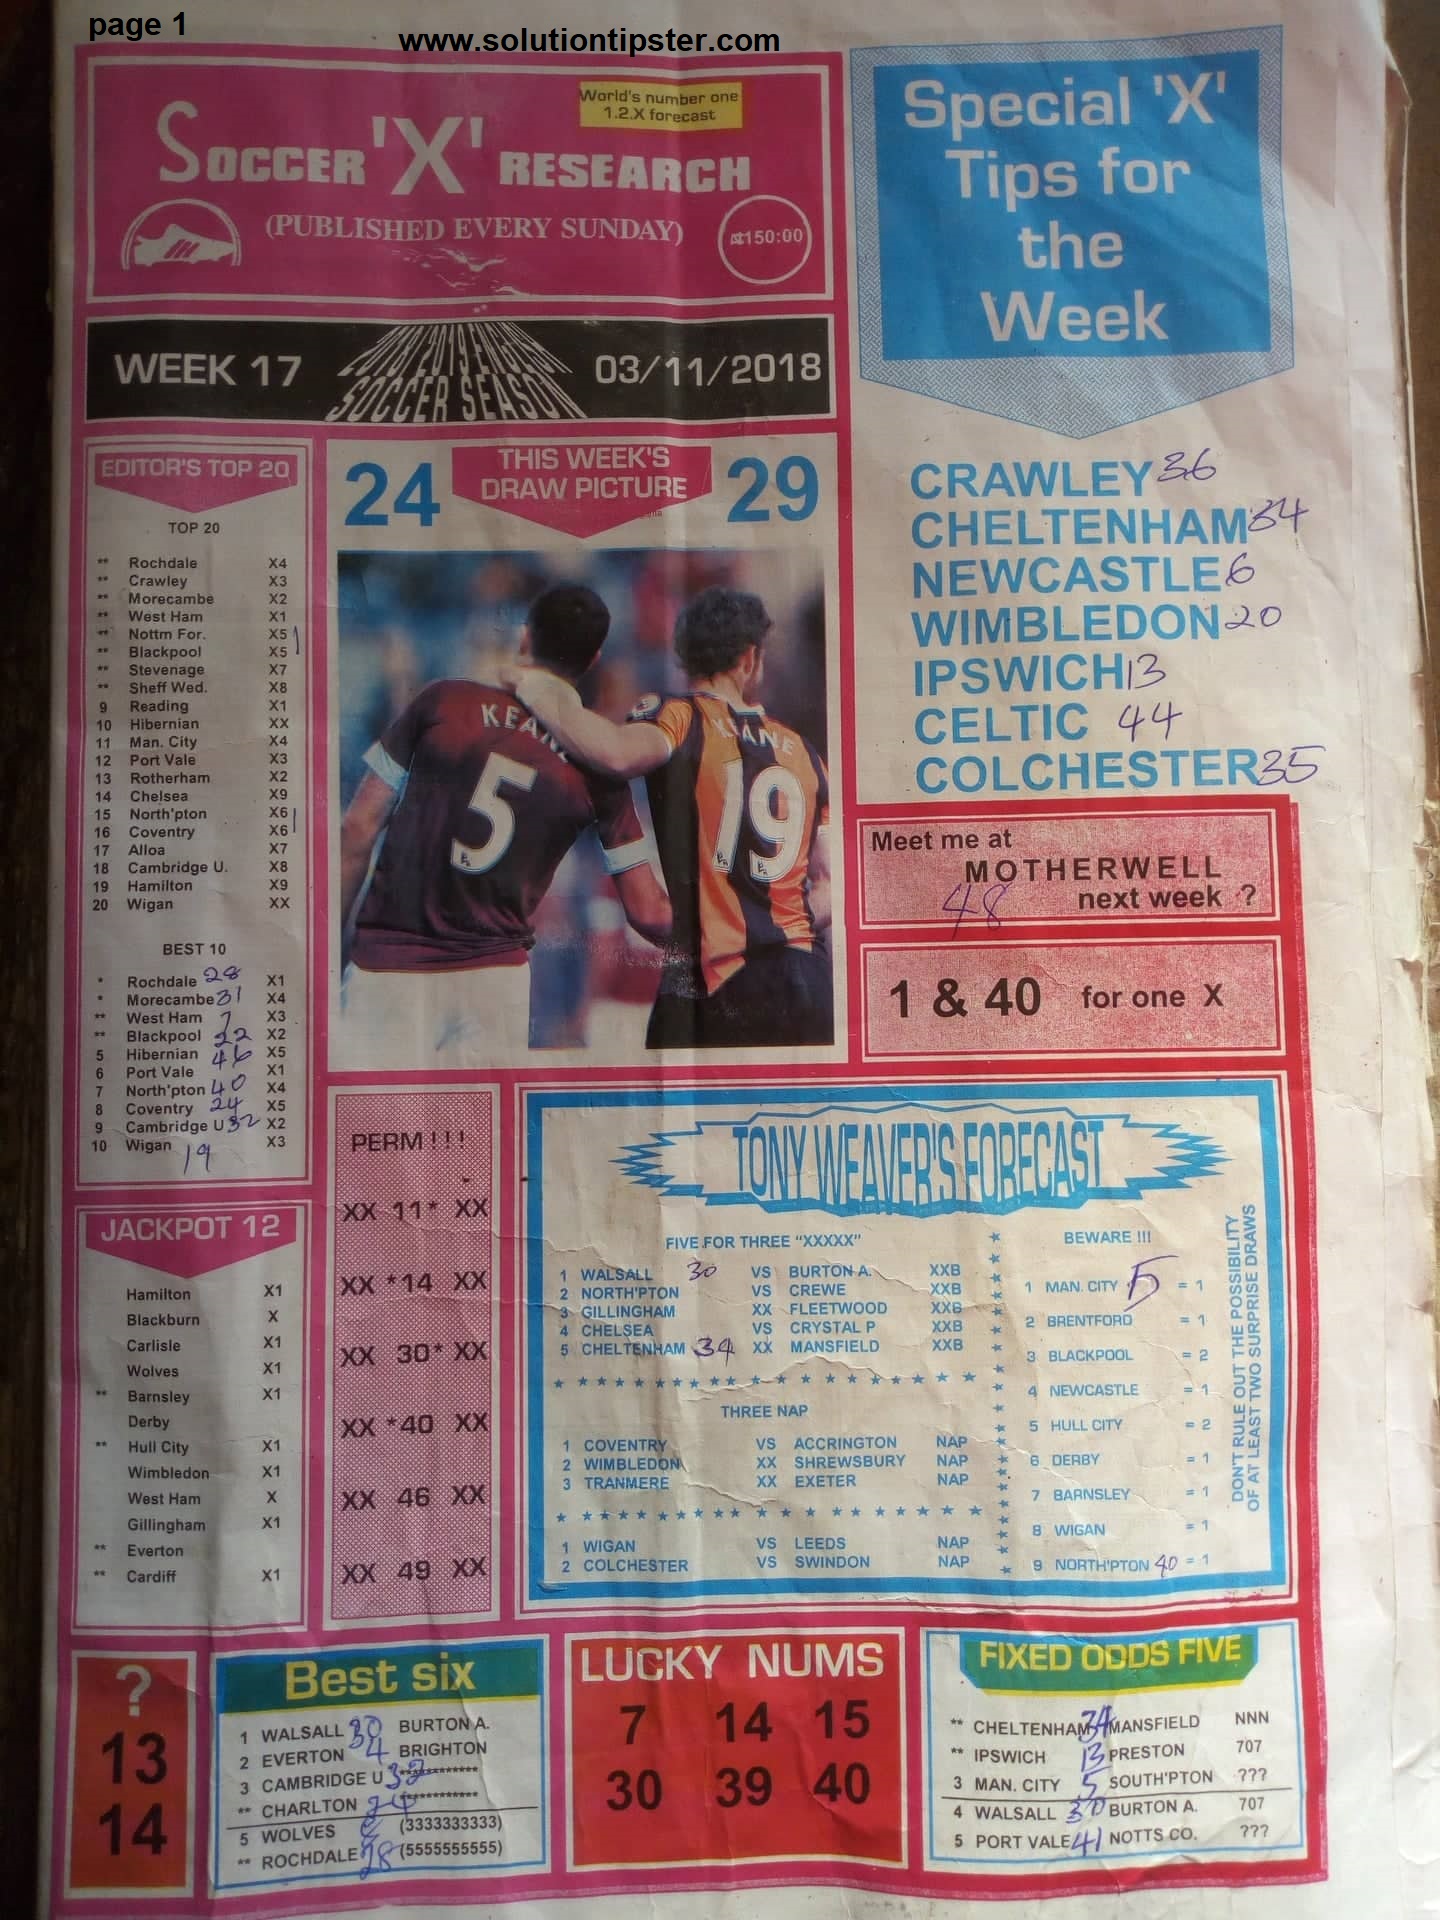 page 1
www.solutiontipster.com
World's number one
1.2.X forecast
SOCCER 'X' RESEARCH
(PUBLISHED EVERY SUNDAY)
₦150:00
WEEK 17
2018/2019 ENGLISH
SOCCER SEASON
03/11/2018
Special 'X'
Tips for
the
Week
CRAWLEY 36
CHELTENHAM 34
NEWCASTLE 6
WIMBLEDON 20
IPSWICH 13
CELTIC 44
COLCHESTER 35
Meet me at
MOTHERWELL
48 next week ?
1 & 40 for one X
EDITOR'S TOP 20
TOP 20
** Rochdale X4
** Crawley X3
** Morecambe X2
** West Ham X1
** Nottm For. X5
** Blackpool X5
** Stevenage X7
** Sheff Wed. X8
9 Reading X1
10 Hibernian XX
11 Man. City X4
12 Port Vale X3
13 Rotherham X2
14 Chelsea X9
15 North'pton X6
16 Coventry X6
17 Alloa X7
18 Cambridge U. X8
19 Hamilton X9
20 Wigan XX
BEST 10
* Rochdale 28 X1
* Morecambe 31 X4
** West Ham 7 X3
** Blackpool 22 X2
5 Hibernian 46 X5
6 Port Vale X1
7 North'pton 40 X4
8 Coventry 24 X5
9 Cambridge U 32 X2
10 Wigan 19 X3
24
THIS WEEK'S
DRAW PICTURE
29
KEANE
5
KEANE
19
JACKPOT 12
Hamilton X1
Blackburn X
Carlisle X1
Wolves X1
** Barnsley X1
Derby
** Hull City X1
Wimbledon X1
West Ham X
Gillingham X1
** Everton
** Cardiff X1
PERM ! ! !
XX 11* XX
XX *14 XX
XX 30* XX
XX *40 XX
XX 46 XX
XX 49 XX
TONY WEAVER'S FORECAST
FIVE FOR THREE "XXXXX"
1 WALSALL 30 VS BURTON A. XXB
2 NORTH'PTON VS CREWE XXB
3 GILLINGHAM XX FLEETWOOD XXB
4 CHELSEA VS CRYSTAL P XXB
5 CHELTENHAM 34 XX MANSFIELD XXB
THREE NAP
1 COVENTRY VS ACCRINGTON NAP
2 WIMBLEDON XX SHREWSBURY NAP
3 TRANMERE XX EXETER NAP
1 WIGAN VS LEEDS NAP
2 COLCHESTER VS SWINDON NAP
BEWARE !!!
1 MAN. CITY 5 = 1
2 BRENTFORD = 1
3 BLACKPOOL = 2
4 NEWCASTLE = 1
5 HULL CITY = 2
6 DERBY = 1
7 BARNSLEY = 1
8 WIGAN = 1
9 NORTH'PTON 40 = 1
DON'T RULE OUT THE POSSIBILITY
OF AT LEAST TWO SURPRISE DRAWS
?
13
14
Best six
1 WALSALL 30 BURTON A.
2 EVERTON 4 BRIGHTON
3 CAMBRIDGE U 32 ************
** CHARLTON 24 ************
5 WOLVES (3333333333)
** ROCHDALE 28 (5555555555)
LUCKY NUMS
7 14 15
30 39 40
FIXED ODDS FIVE
** CHELTENHAM 34 MANSFIELD NNN
** IPSWICH 13 PRESTON 707
3 MAN. CITY 5 SOUTH'PTON ???
4 WALSALL 30 BURTON A. 707
5 PORT VALE 41 NOTTS CO. ???